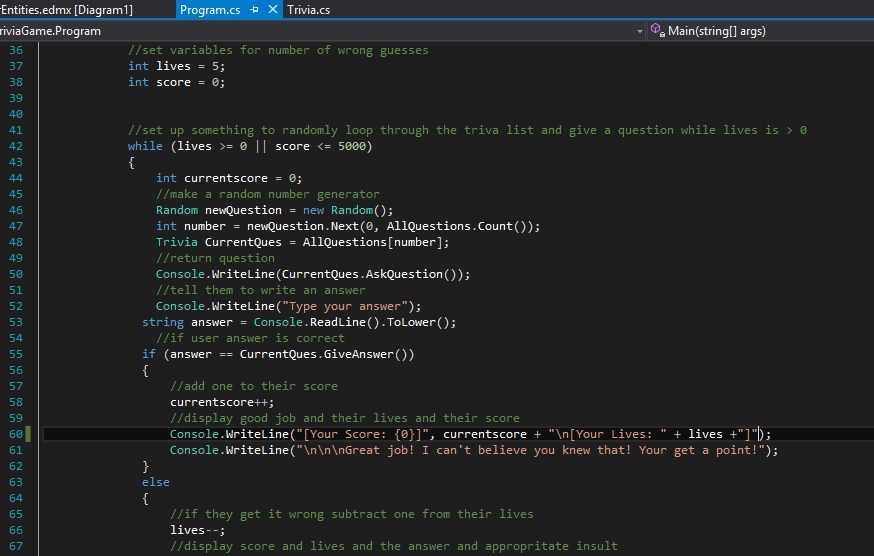 rEntities.edmx [Diagram1] Program.cs Trivia.cs
riviaGame.Program Main(string[] args)
36 //set variables for number of wrong guesses
37 int lives = 5;
38 int score = 0;
39
40
41 //set up something to randomly loop through the triva list and give a question while lives is > 0
42 while (lives >= 0 || score <= 5000)
43 {
44 int currentscore = 0;
45 //make a random number generator
46 Random newQuestion = new Random();
47 int number = newQuestion.Next(0, AllQuestions.Count());
48 Trivia CurrentQues = AllQuestions[number];
49 //return question
50 Console.WriteLine(CurrentQues.AskQuestion());
51 //tell them to write an answer
52 Console.WriteLine("Type your answer");
53 string answer = Console.ReadLine().ToLower();
54 //if user answer is correct
55 if (answer == CurrentQues.GiveAnswer())
56 {
57 //add one to their score
58 currentscore++;
59 //display good job and their lives and their score
60 Console.WriteLine("[Your Score: {0}]", currentscore + "\n[Your Lives: " + lives +"]");
61 Console.WriteLine("\n\n\nGreat job! I can't believe you knew that! Your get a point!");
62 }
63 else
64 {
65 //if they get it wrong subtract one from their lives
66 lives--;
67 //display score and lives and the answer and appropritate insult